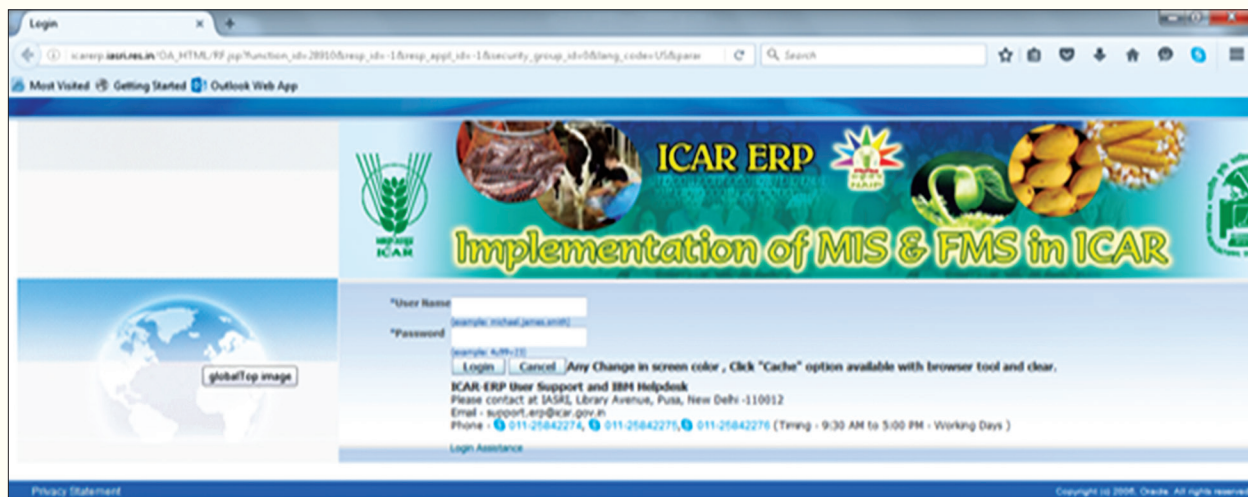 Login
icarerp.iasri.res.in/OA_HTML/RF.jsp?function_id=28910&resp_id=-1&resp_appl_id=-1&security_group_id=0&lang_code=US&param
Search
Most Visited Getting Started Outlook Web App
ICAR ERP
NAIP
ICAR
Implementation of MIS & FMS in ICAR
*User Name
(example: michael.james.smith)
*Password
(example: 4u99v23)
globalTop image
Login Cancel Any Change in screen color , Click "Cache" option available with browser tool and clear.
ICAR-ERP User Support and IBM Helpdesk
Please contact at IASRI, Library Avenue, Pusa, New Delhi -110012
Email - support.erp@icar.gov.in
Phone - 011-25842274, 011-25842275, 011-25842276 (Timing - 9:30 AM to 5:00 PM - Working Days )
Login Assistance
Privacy Statement
Copyright (c) 2006, Oracle. All rights reserved.